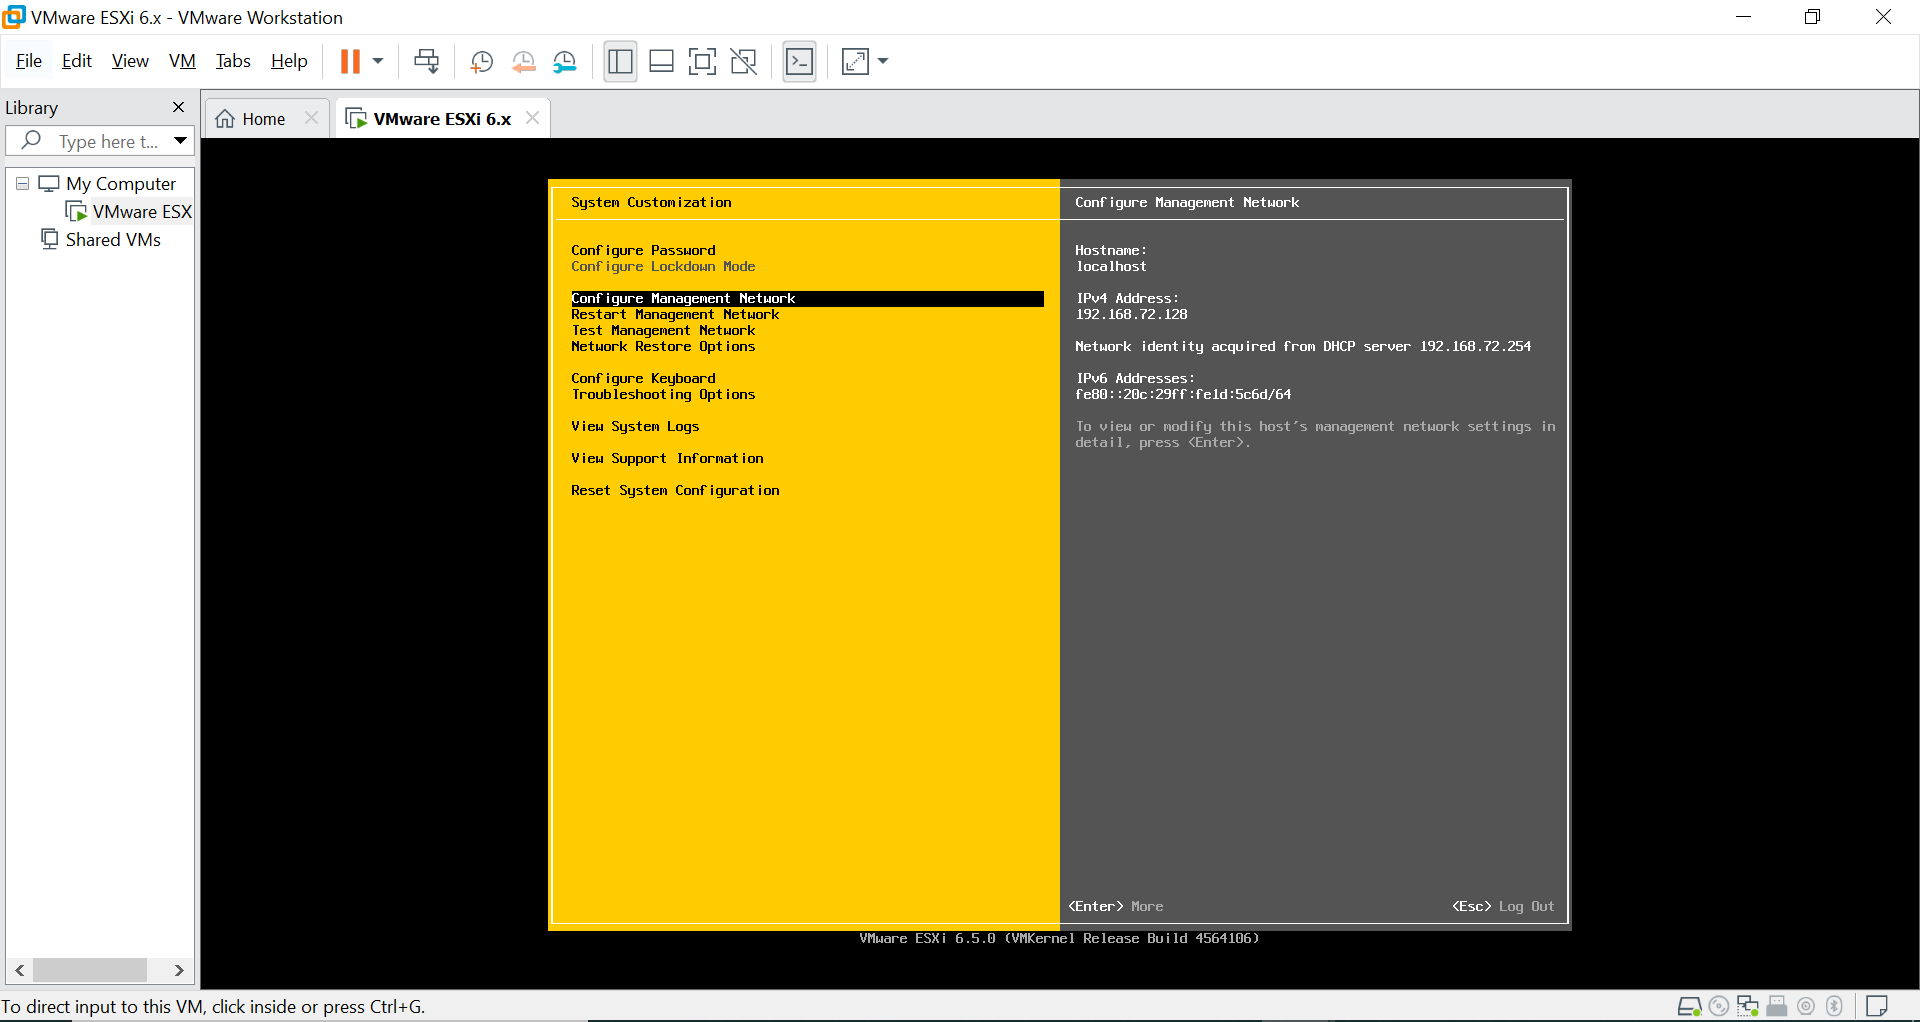 VMware ESXi 6.x - VMware Workstation
File Edit View VM Tabs Help
Library
Type here t...
My Computer
VMware ESX
Shared VMs
Home
VMware ESXi 6.x
System Customization
Configure Password
Configure Lockdown Mode
Configure Management Network
Restart Management Network
Test Management Network
Network Restore Options
Configure Keyboard
Troubleshooting Options
View System Logs
View Support Information
Reset System Configuration
Configure Management Network
Hostname:
localhost
IPv4 Address:
192.168.72.128
Network identity acquired from DHCP server 192.168.72.254
IPv6 Addresses:
fe80::20c:29ff:fe1d:5c6d/64
To view or modify this host's management network settings in
detail, press <Enter>.
<Enter> More
<Esc> Log Out
VMware ESXi 6.5.0 (VMKernel Release Build 4564106)
To direct input to this VM, click inside or press Ctrl+G.